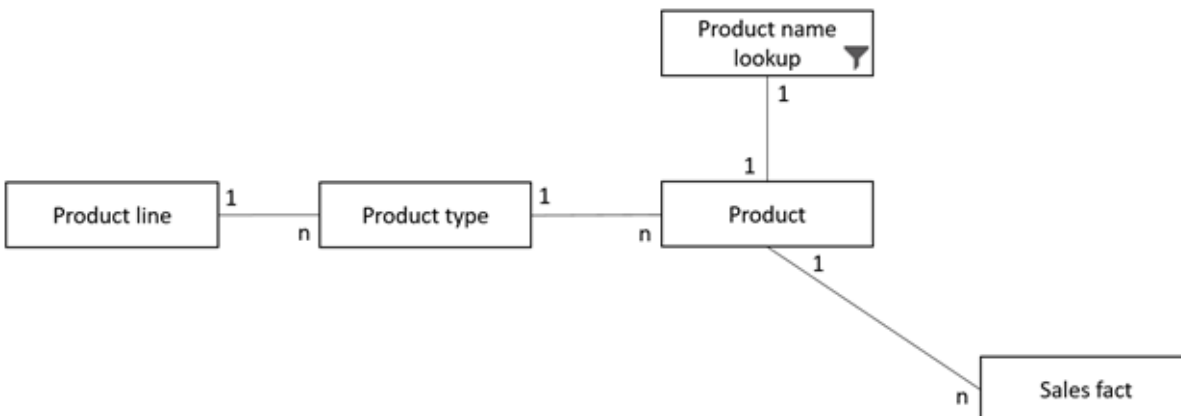 Product name
lookup
1
1
Product line
1
n
Product type
1
n
Product
1
n
Sales fact